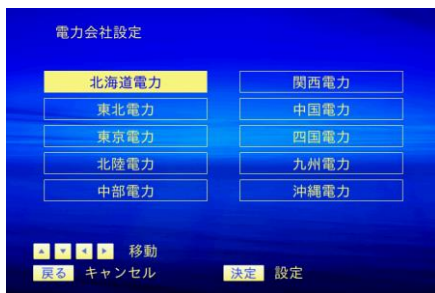 電力会社設定
北海道電力 関西電力
東北電力 中国電力
東京電力 四国電力
北陸電力 九州電力
中部電力 沖縄電力
▲ ▼ ◀ ▶ 移動
戻る キャンセル 決定 設定